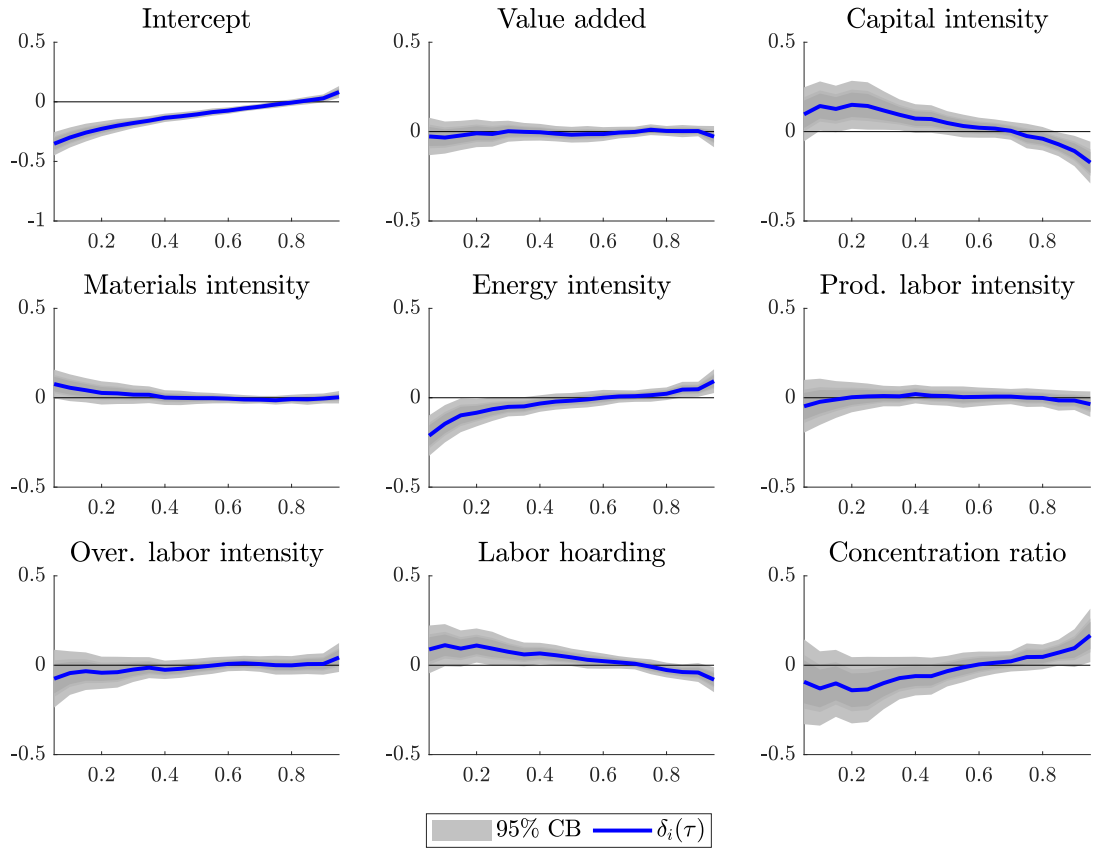 Intercept Value added Capital intensity
0.5 0.5 0.5
0 0 0
-0.5
-1 -0.5 -0.5
0.2 0.4 0.6 0.8 0.2 0.4 0.6 0.8 0.2 0.4 0.6 0.8
Materials intensity Energy intensity Prod. labor intensity
0.5 0.5 0.5
0 0 0
-0.5 -0.5 -0.5
0.2 0.4 0.6 0.8 0.2 0.4 0.6 0.8 0.2 0.4 0.6 0.8
Over. labor intensity Labor hoarding Concentration ratio
0.5 0.5 0.5
0 0 0
-0.5 -0.5 -0.5
0.2 0.4 0.6 0.8 0.2 0.4 0.6 0.8 0.2 0.4 0.6 0.8
95% CB δᵢ(τ)